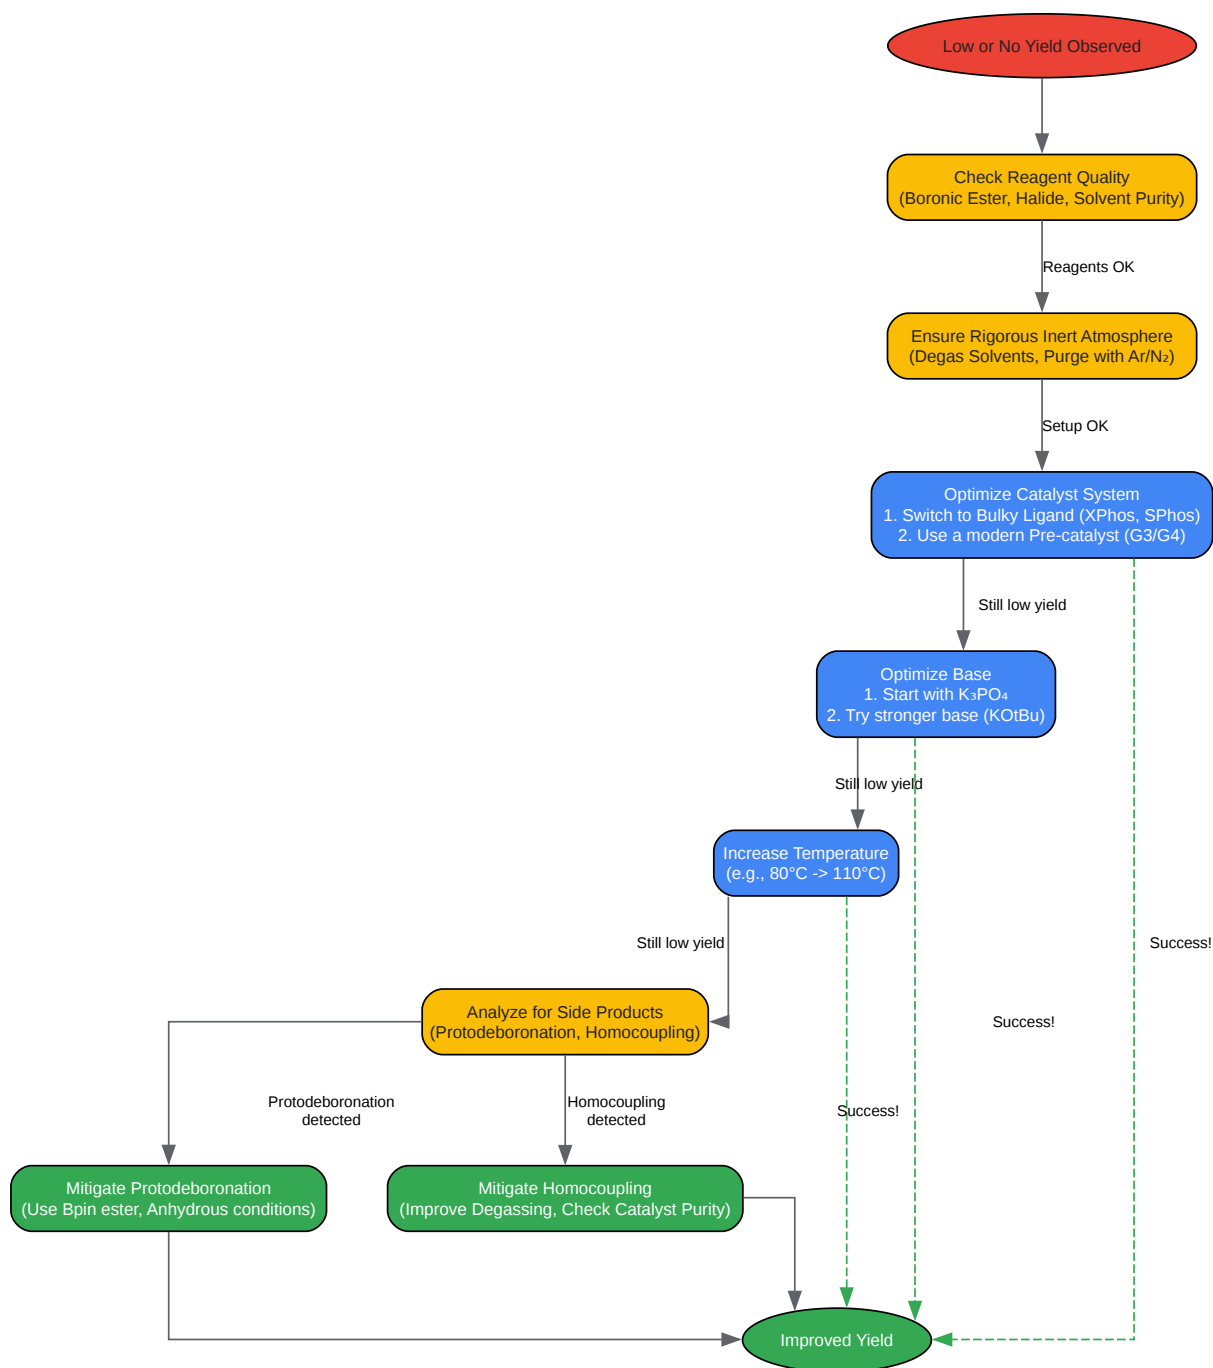 Low or No Yield Observed
Check Reagent Quality
(Boronic Ester, Halide, Solvent Purity)
Reagents OK
Ensure Rigorous Inert Atmosphere
(Degas Solvents, Purge with Ar/N₂)
Setup OK
Optimize Catalyst System
1. Switch to Bulky Ligand (XPhos, SPhos)
2. Use a modern Pre-catalyst (G3/G4)
Still low yield
Optimize Base
1. Start with K₃PO₄
2. Try stronger base (KOtBu)
Still low yield
Increase Temperature
(e.g., 80°C -> 110°C)
Still low yield
Success!
Analyze for Side Products
(Protodeboronation, Homocoupling)
Success!
Protodeboronation
detected
Homocoupling
detected
Success!
Mitigate Protodeboronation
(Use Bpin ester, Anhydrous conditions)
Mitigate Homocoupling
(Improve Degassing, Check Catalyst Purity)
Improved Yield